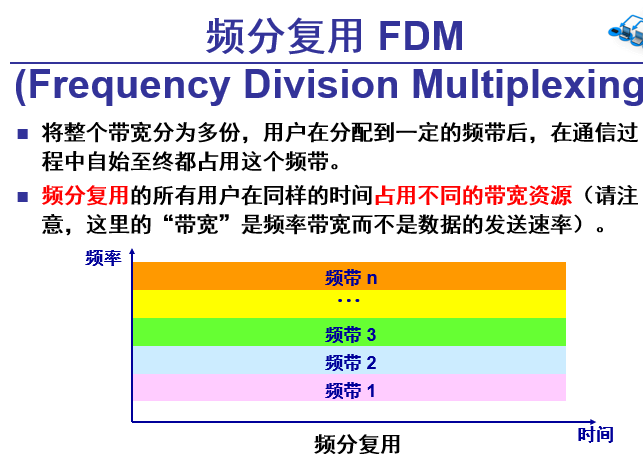 频分复用 FDM
(Frequency Division Multiplexing
■ 将整个带宽分为多份，用户在分配到一定的频带后，在通信过
程中自始至终都占用这个频带。
■ 频分复用的所有用户在同样的时间占用不同的带宽资源（请注
意，这里的“带宽”是频率带宽而不是数据的发送速率）。
频率
频带 n
…
频带 3
频带 2
频带 1
时间
频分复用